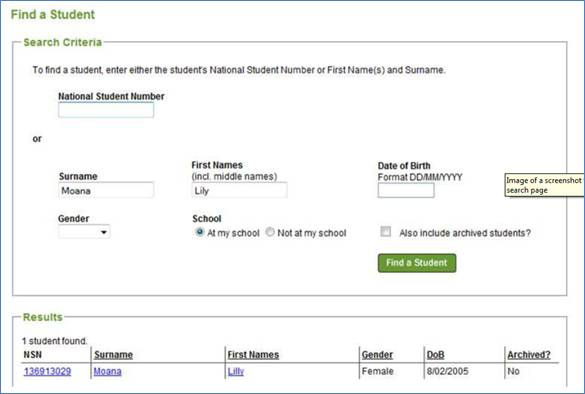 Find a Student
Search Criteria
To find a student, enter either the student's National Student Number or First Name(s) and Surname.
National Student Number
or
Surname First Names Date of Birth
(incl. middle names) Format DD/MM/YYYY
Moana Lily
Image of a screenshot
search page
Gender School
At my school Not at my school Also include archived students?
Find a Student
Results
1 student found.
NSN Surname First Names Gender DoB Archived?
136913029 Moana Lilly Female 8/02/2005 No